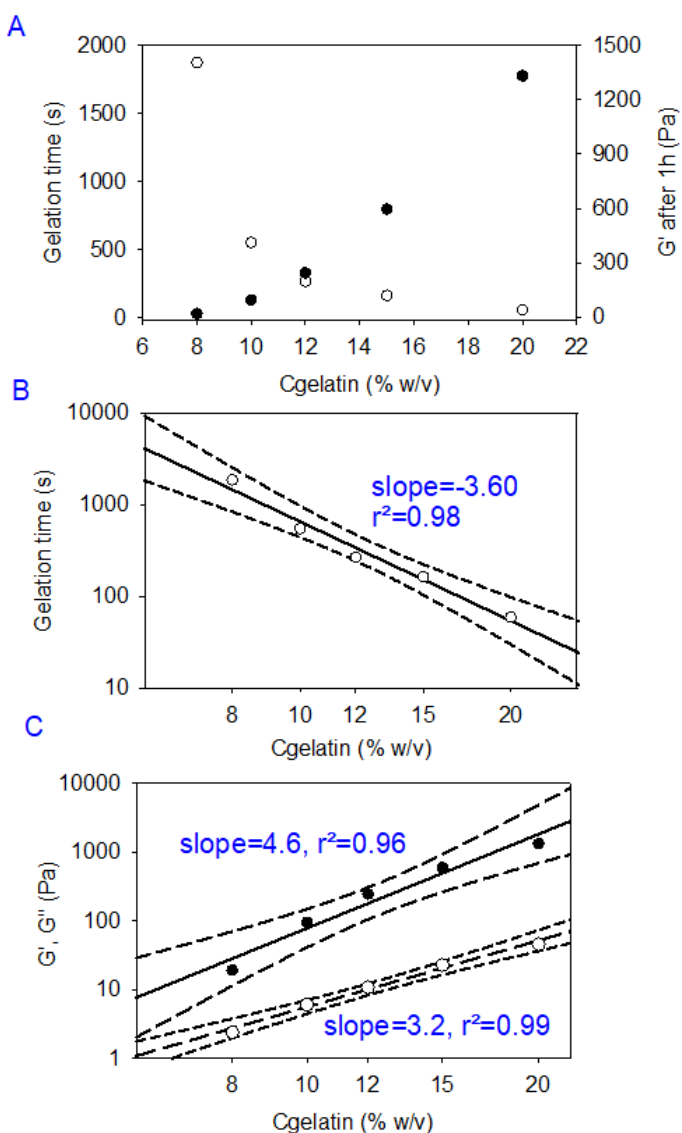 A
2000
1500
1000
500
0
Gelation time (s)
1500
1200
900
600
300
0
G' after 1h (Pa)
6 8 10 12 14 16 18 20 22
Cgelatin (% w/v)
B
10000
1000
100
10
Gelation time (s)
slope=-3.60
r²=0.98
8 10 12 15 20
Cgelatin (% w/v)
C
10000
1000
100
10
1
G', G'' (Pa)
slope=4.6, r²=0.96
slope=3.2, r²=0.99
8 10 12 15 20
Cgelatin (% w/v)